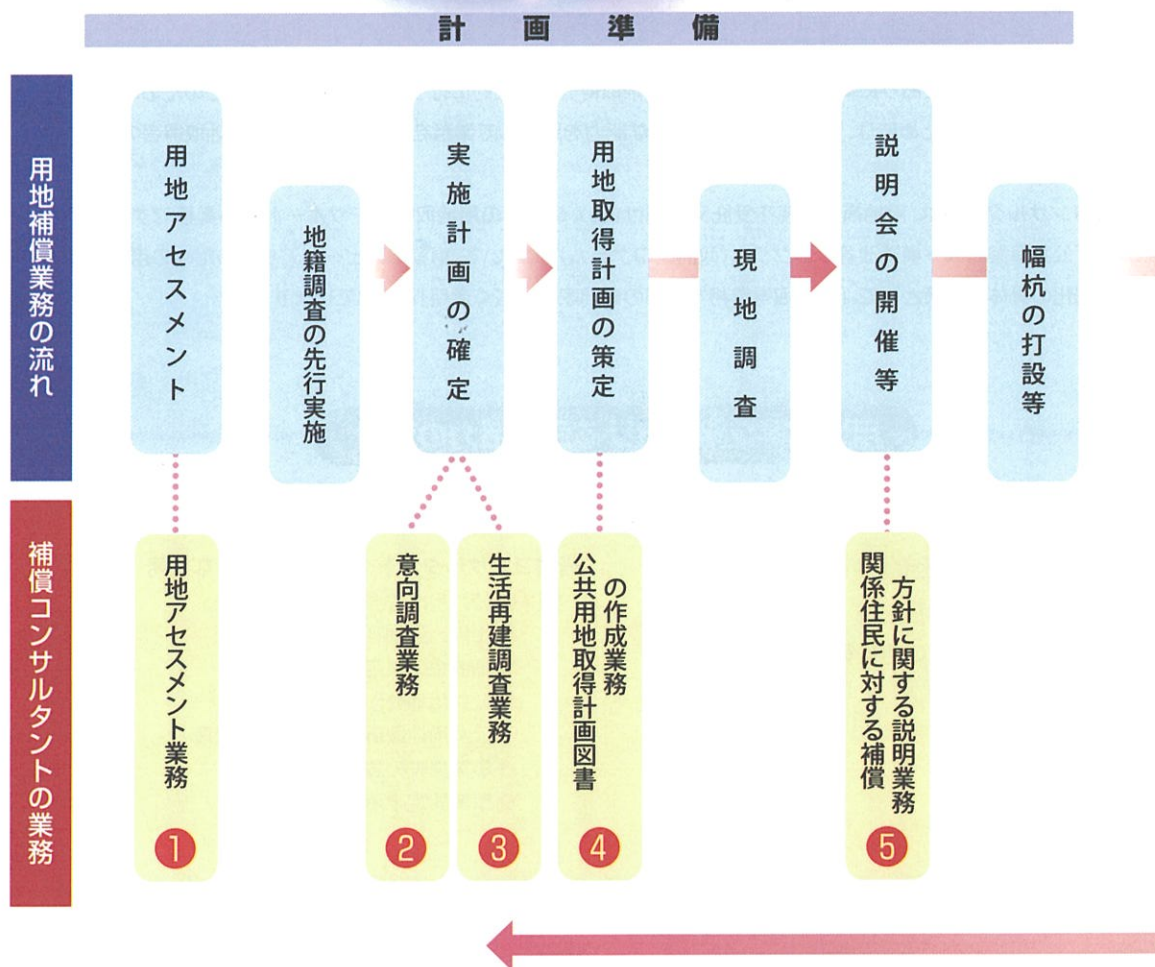 計画準備
用地補償業務の流れ
用地アセスメント
地籍調査の先行実施
実施計画の確定
用地取得計画の策定
現地調査
説明会の開催等
幅杭の打設等
補償コンサルタントの業務
用地アセスメント業務
1
意向調査業務
2
生活再建調査業務
3
公共用地取得計画図書
の作成業務
4
関係住民に対する補償
方針に関する説明業務
5